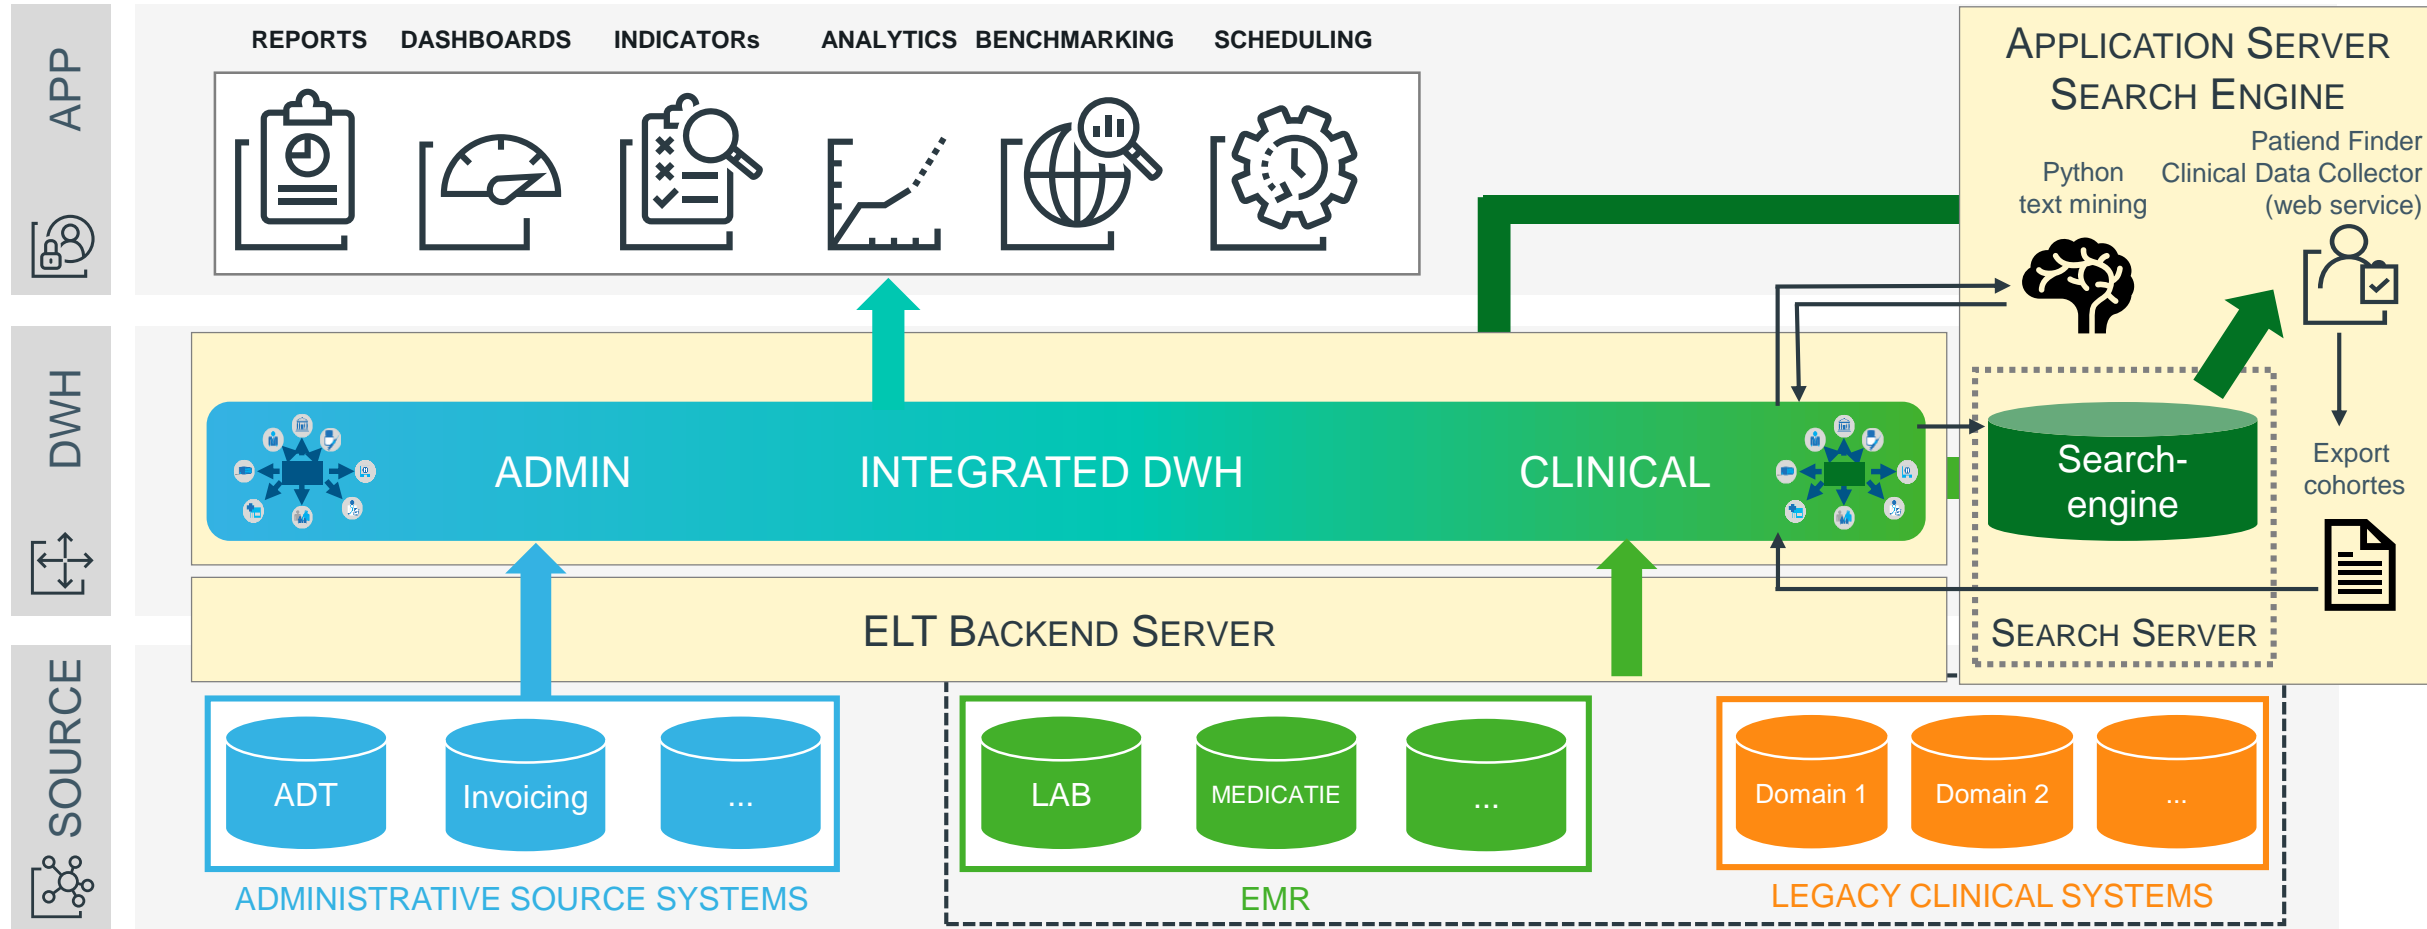 APP
REPORTS
DASHBOARDS
INDICATORs
ANALYTICS
BENCHMARKING
SCHEDULING
APPLICATION SERVER
SEARCH ENGINE
Python
text mining
Patiend Finder
Clinical Data Collector
(web service)
DWH
ADMIN
INTEGRATED DWH
CLINICAL
Search-
engine
Export
cohortes
ELT BACKEND SERVER
SEARCH SERVER
SOURCE
ADT
Invoicing
...
LAB
MEDICATIE
...
Domain 1
Domain 2
...
ADMINISTRATIVE SOURCE SYSTEMS
EMR
LEGACY CLINICAL SYSTEMS